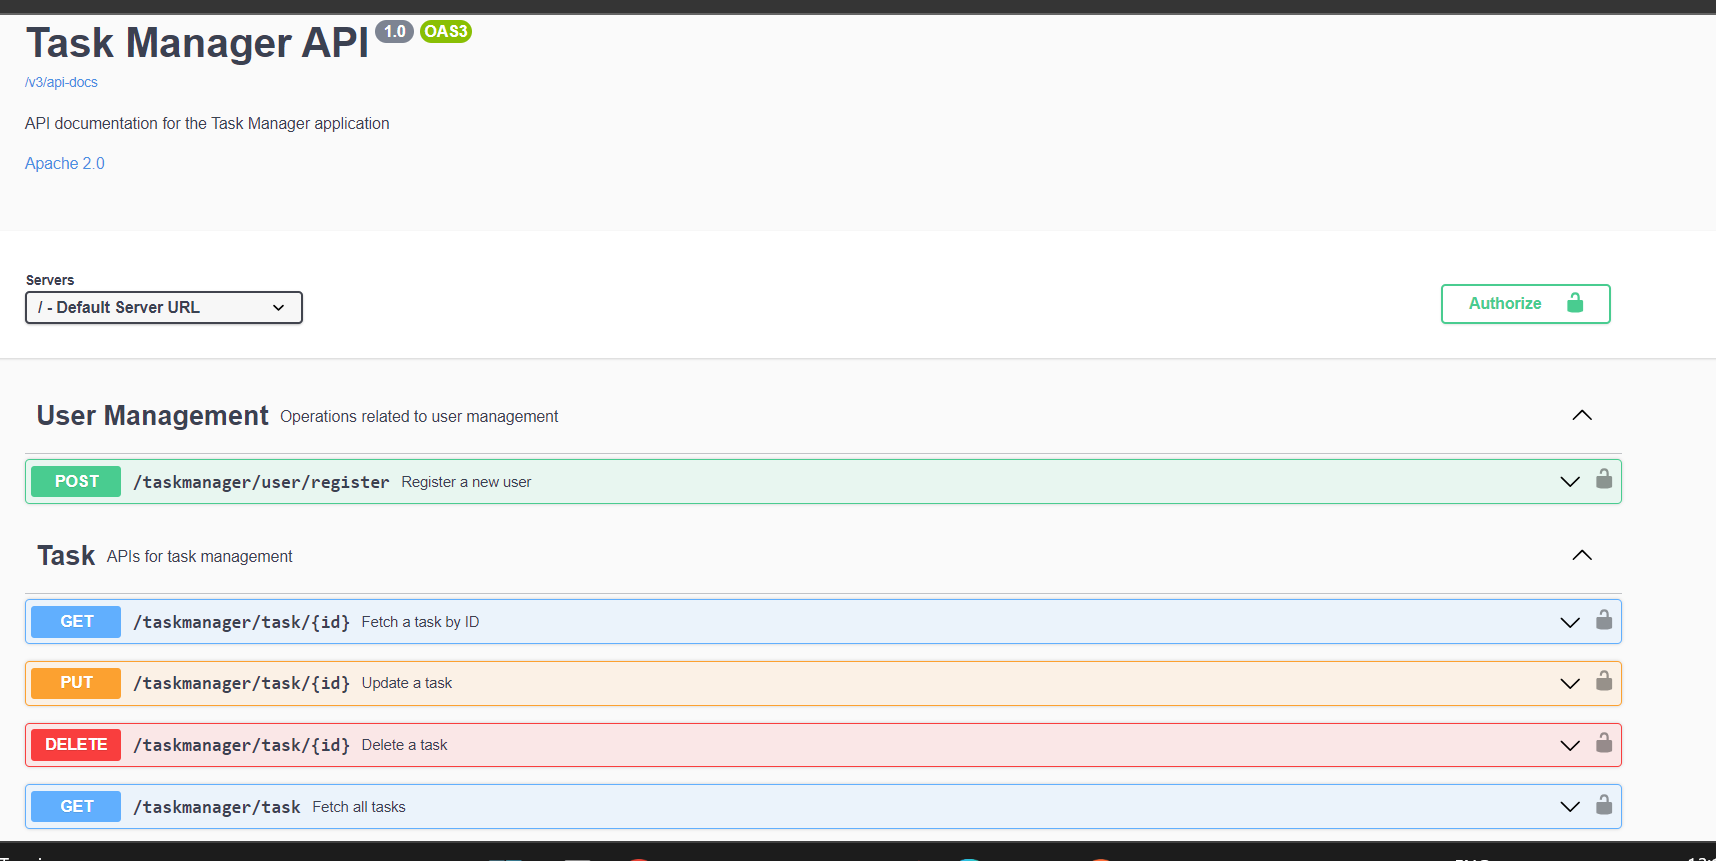 Task Manager API 1.0 OAS3
/v3/api-docs
API documentation for the Task Manager application
Apache 2.0
Servers
/ - Default Server URL
Authorize
User Management Operations related to user management
POST /taskmanager/user/register Register a new user
Task APIs for task management
GET /taskmanager/task/{id} Fetch a task by ID
PUT /taskmanager/task/{id} Update a task
DELETE /taskmanager/task/{id} Delete a task
GET /taskmanager/task Fetch all tasks